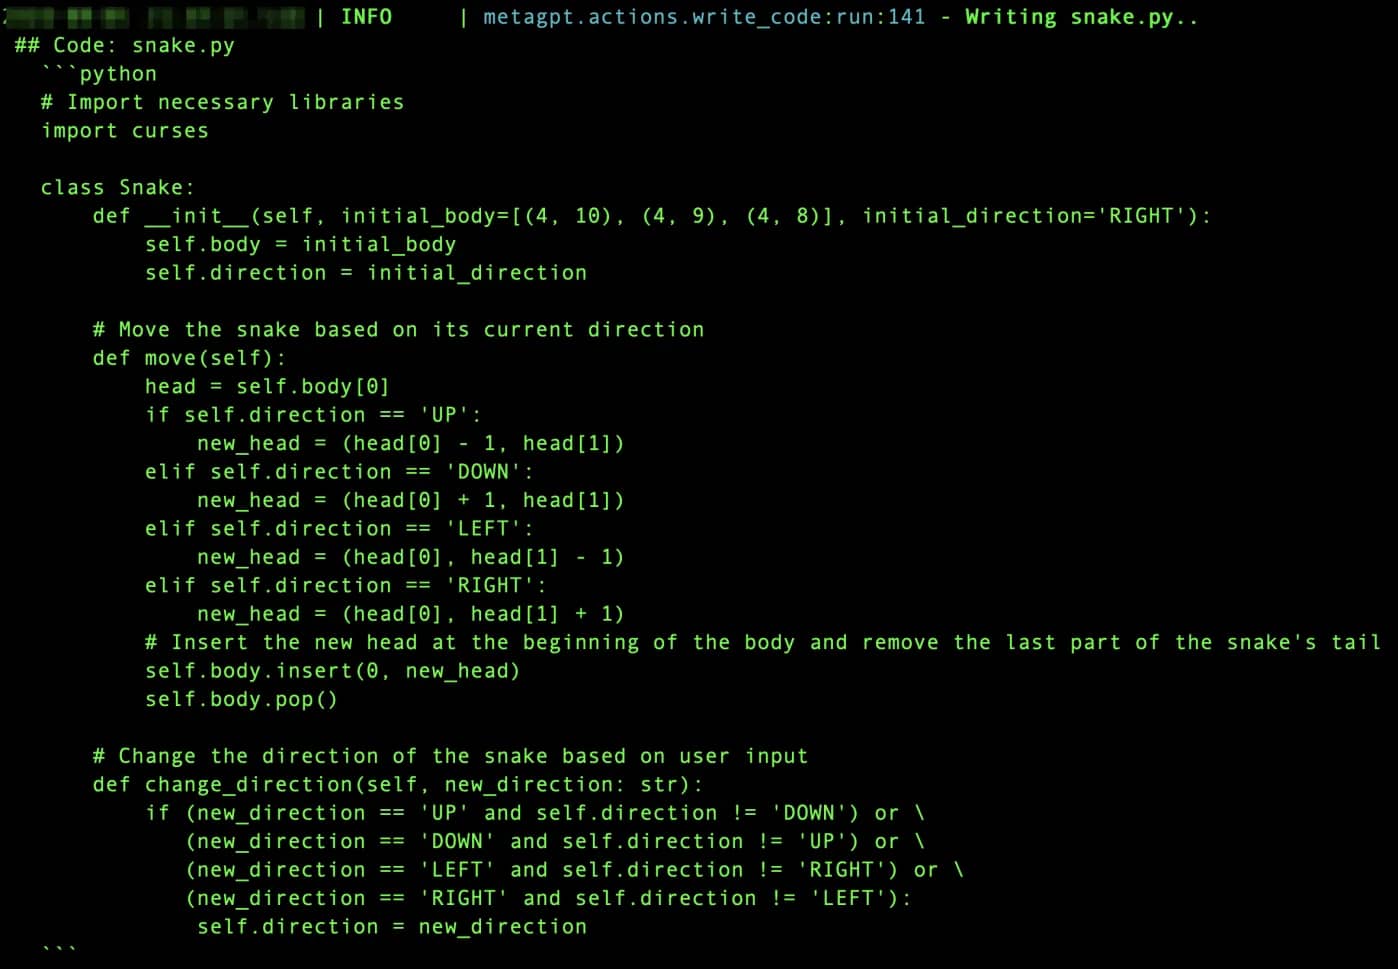 | INFO     | metagpt.actions.write_code:run:141 - Writing snake.py..
## Code: snake.py
  ```python
  # Import necessary libraries
  import curses

  class Snake:
      def __init__(self, initial_body=[(4, 10), (4, 9), (4, 8)], initial_direction='RIGHT'):
          self.body = initial_body
          self.direction = initial_direction

      # Move the snake based on its current direction
      def move(self):
          head = self.body[0]
          if self.direction == 'UP':
              new_head = (head[0] - 1, head[1])
          elif self.direction == 'DOWN':
              new_head = (head[0] + 1, head[1])
          elif self.direction == 'LEFT':
              new_head = (head[0], head[1] - 1)
          elif self.direction == 'RIGHT':
              new_head = (head[0], head[1] + 1)
          # Insert the new head at the beginning of the body and remove the last part of the snake's tail
          self.body.insert(0, new_head)
          self.body.pop()

      # Change the direction of the snake based on user input
      def change_direction(self, new_direction: str):
          if (new_direction == 'UP' and self.direction != 'DOWN') or \
             (new_direction == 'DOWN' and self.direction != 'UP') or \
             (new_direction == 'LEFT' and self.direction != 'RIGHT') or \
             (new_direction == 'RIGHT' and self.direction != 'LEFT'):
              self.direction = new_direction
  ```